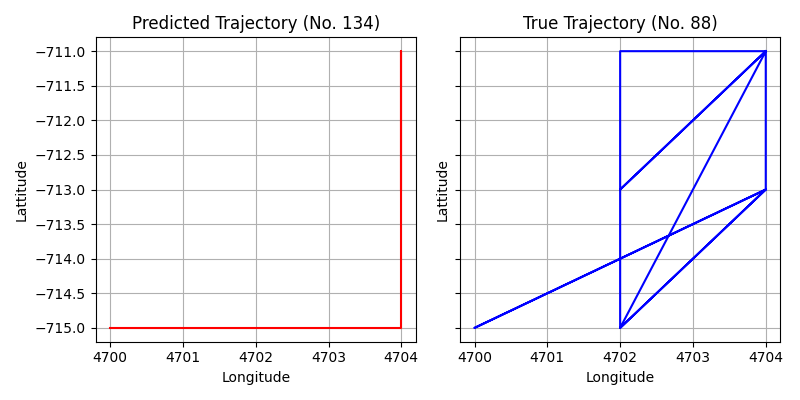 Predicted Trajectory (No. 134)
True Trajectory (No. 88)
Lattitude
−711.0
−711.5
−712.0
−712.5
−713.0
−713.5
−714.0
−714.5
−715.0
4700 4701 4702 4703 4704
Longitude
Lattitude
4700 4701 4702 4703 4704
Longitude